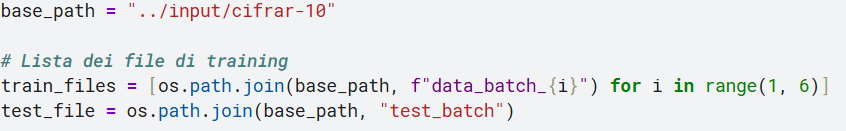 base_path = "../input/cifrar-10"
# Lista dei file di training
train_files = [os.path.join(base_path, f"data_batch_{i}") for i in range(1, 6)]
test_file = os.path.join(base_path, "test_batch")